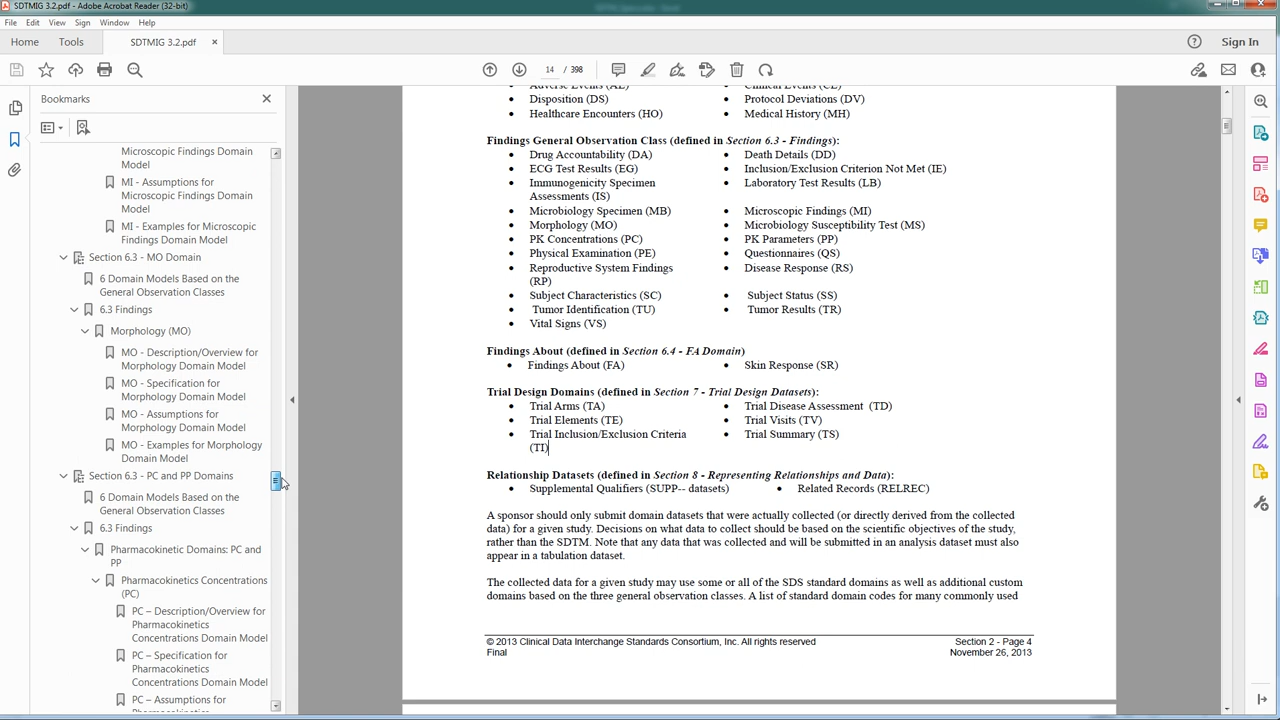 SDTMIG 3.2.pdf - Adobe Acrobat Reader (32-bit)
File Edit View Sign Window Help
Home Tools SDTMIG 3.2.pdf × Sign In
14 / 398
Bookmarks
Microscopic Findings Domain
Model
MI - Assumptions for
Microscopic Findings Domain
Model
MI - Examples for Microscopic
Findings Domain Model
Section 6.3 - MO Domain
6 Domain Models Based on the
General Observation Classes
6.3 Findings
Morphology (MO)
MO - Description/Overview for
Morphology Domain Model
MO - Specification for
Morphology Domain Model
MO - Assumptions for
Morphology Domain Model
MO - Examples for Morphology
Domain Model
Section 6.3 - PC and PP Domains
6 Domain Models Based on the
General Observation Classes
6.3 Findings
Pharmacokinetic Domains: PC and
PP
Pharmacokinetics Concentrations
(PC)
PC – Description/Overview for
Pharmacokinetics
Concentrations Domain Model
PC – Specification for
Pharmacokinetics
Concentrations Domain Model
PC – Assumptions for
Pharmacokinetics
• Adverse Events (AE) • Clinical Events (CE)
• Disposition (DS) • Protocol Deviations (DV)
• Healthcare Encounters (HO) • Medical History (MH)
Findings General Observation Class (defined in Section 6.3 - Findings):
• Drug Accountability (DA) • Death Details (DD)
• ECG Test Results (EG) • Inclusion/Exclusion Criterion Not Met (IE)
• Immunogenicity Specimen • Laboratory Test Results (LB)
Assessments (IS)
• Microbiology Specimen (MB) • Microscopic Findings (MI)
• Morphology (MO) • Microbiology Susceptibility Test (MS)
• PK Concentrations (PC) • PK Parameters (PP)
• Physical Examination (PE) • Questionnaires (QS)
• Reproductive System Findings • Disease Response (RS)
(RP)
• Subject Characteristics (SC) • Subject Status (SS)
• Tumor Identification (TU) • Tumor Results (TR)
• Vital Signs (VS)
Findings About (defined in Section 6.4 - FA Domain)
• Findings About (FA) • Skin Response (SR)
Trial Design Domains (defined in Section 7 - Trial Design Datasets):
• Trial Arms (TA) • Trial Disease Assessment (TD)
• Trial Elements (TE) • Trial Visits (TV)
• Trial Inclusion/Exclusion Criteria • Trial Summary (TS)
(TI)
Relationship Datasets (defined in Section 8 - Representing Relationships and Data):
• Supplemental Qualifiers (SUPP-- datasets) • Related Records (RELREC)
A sponsor should only submit domain datasets that were actually collected (or directly derived from the collected
data) for a given study. Decisions on what data to collect should be based on the scientific objectives of the study,
rather than the SDTM. Note that any data that was collected and will be submitted in an analysis dataset must also
appear in a tabulation dataset.
The collected data for a given study may use some or all of the SDS standard domains as well as additional custom
domains based on the three general observation classes. A list of standard domain codes for many commonly used
© 2013 Clinical Data Interchange Standards Consortium, Inc. All rights reserved Section 2 - Page 4
Final November 26, 2013